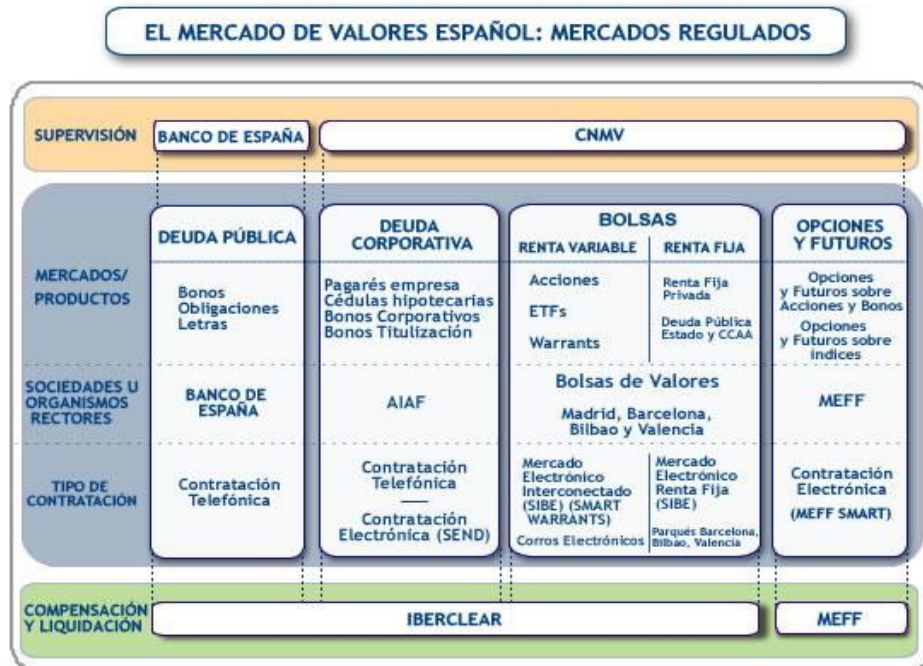 EL MERCADO DE VALORES ESPAÑOL: MERCADOS REGULADOS
SUPERVISIÓN
BANCO DE ESPAÑA
CNMV
MERCADOS/
PRODUCTOS
DEUDA PÚBLICA
Bonos
Obligaciones
Letras
DEUDA
CORPORATIVA
Pagarés empresa
Cédulas hipotecarias
Bonos Corporativos
Bonos Titulización
BOLSAS
RENTA VARIABLE
Acciones
ETFs
Warrants
RENTA FIJA
Renta Fija
Privada
Deuda Pública
Estado y CCAA
OPCIONES
Y FUTUROS
Opciones
y Futuros sobre
Acciones y Bonos
Opciones
y Futuros sobre
índices
SOCIEDADES U
ORGANISMOS
RECTORES
BANCO DE
ESPAÑA
AIAF
Bolsas de Valores
Madrid, Barcelona,
Bilbao y Valencia
MEFF
TIPO DE
CONTRATACIÓN
Contratación
Telefónica
Contratación
Telefónica
Contratación
Electrónica (SEND)
Mercado
Electrónico
Interconectado
(SIBE) (SMART
WARRANTS)
Corros Electrónicos
Mercado
Electrónico
Renta Fija
(SIBE)
Parqués Barcelona,
Bilbao, Valencia
Contratación
Electrónica
(MEFF SMART)
COMPENSACIÓN
Y LIQUIDACIÓN
IBERCLEAR
MEFF